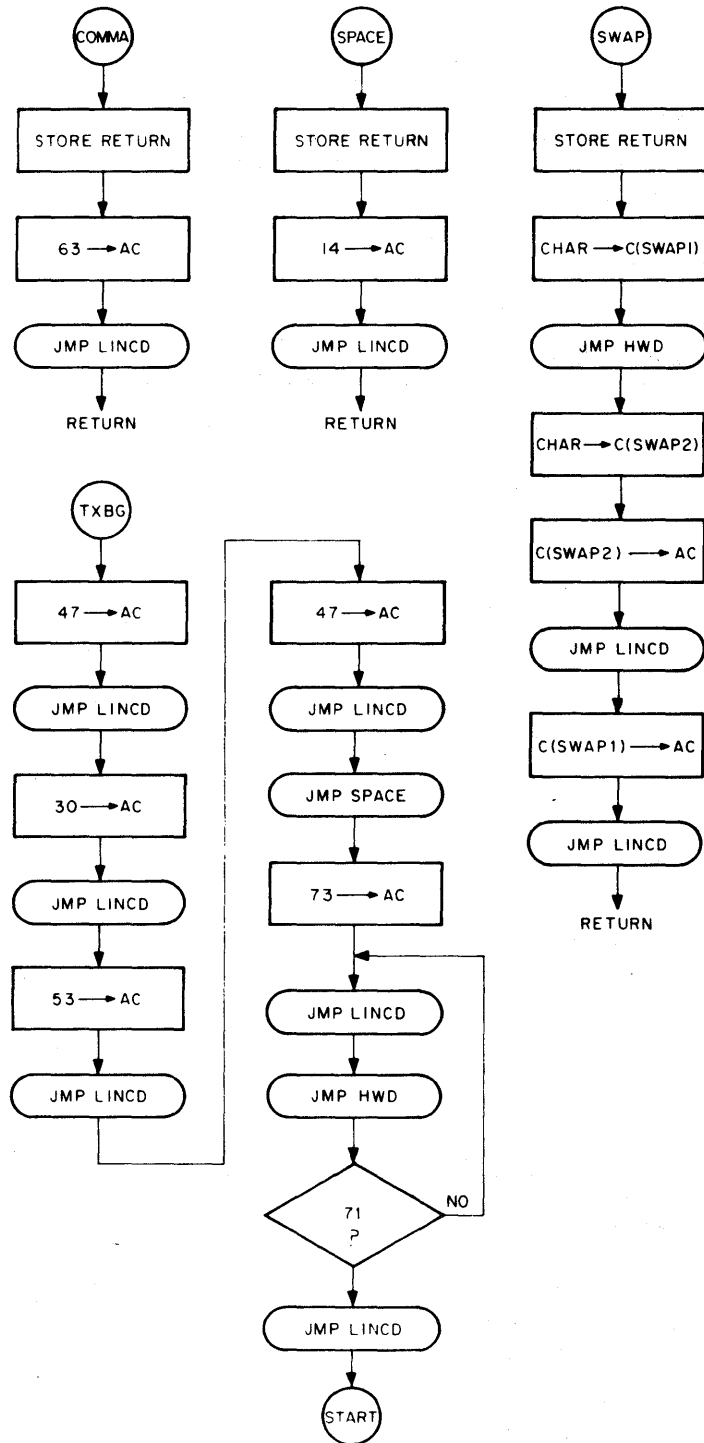 COMMA
STORE RETURN
63 → AC
JMP LINCD
RETURN
SPACE
STORE RETURN
14 → AC
JMP LINCD
RETURN
SWAP
STORE RETURN
CHAR → C(SWAP1)
JMP HWD
CHAR → C(SWAP2)
C(SWAP2) → AC
JMP LINCD
C(SWAP1) → AC
JMP LINCD
RETURN
TXBG
47 → AC
JMP LINCD
30 → AC
JMP LINCD
53 → AC
JMP LINCD
47 → AC
JMP LINCD
JMP SPACE
73 → AC
JMP LINCD
JMP HWD
71
?
NO
JMP LINCD
START